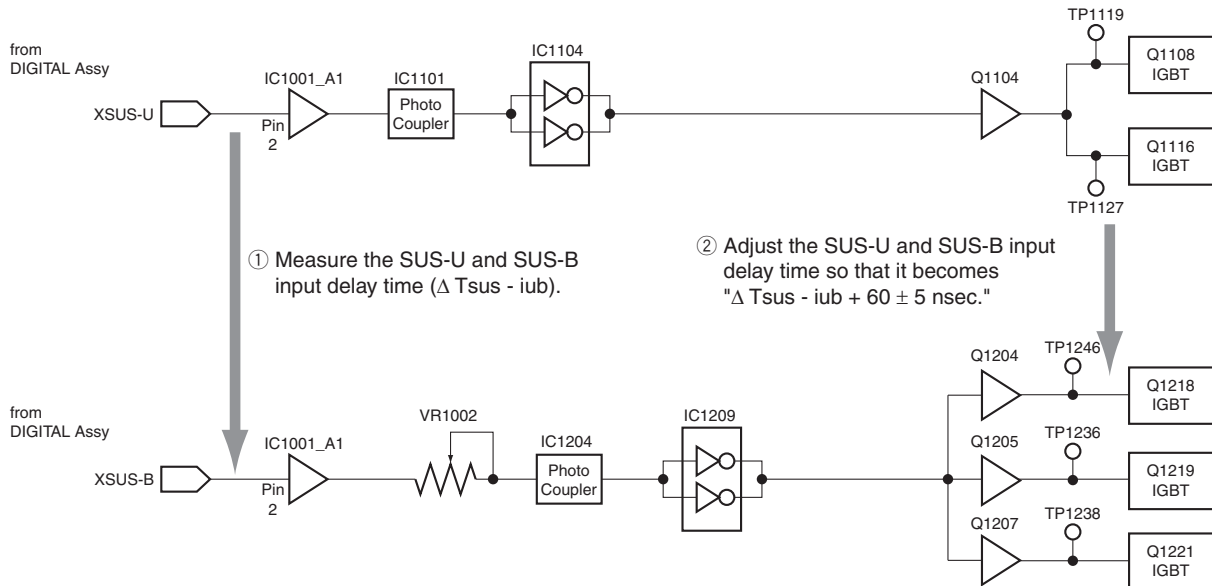 from
DIGITAL Assy
XSUS-U
Pin
2
IC1001_A1
IC1101
Photo
Coupler
IC1104
Q1104
TP1119
Q1108
IGBT
Q1116
IGBT
TP1127
① Measure the SUS-U and SUS-B
input delay time (Δ Tsus - iub).
② Adjust the SUS-U and SUS-B input
delay time so that it becomes
"Δ Tsus - iub + 60 ± 5 nsec."
from
DIGITAL Assy
XSUS-B
Pin
2
IC1001_A1
VR1002
IC1204
Photo
Coupler
IC1209
Q1204
TP1246
Q1218
IGBT
Q1205
TP1236
Q1219
IGBT
Q1207
TP1238
Q1221
IGBT